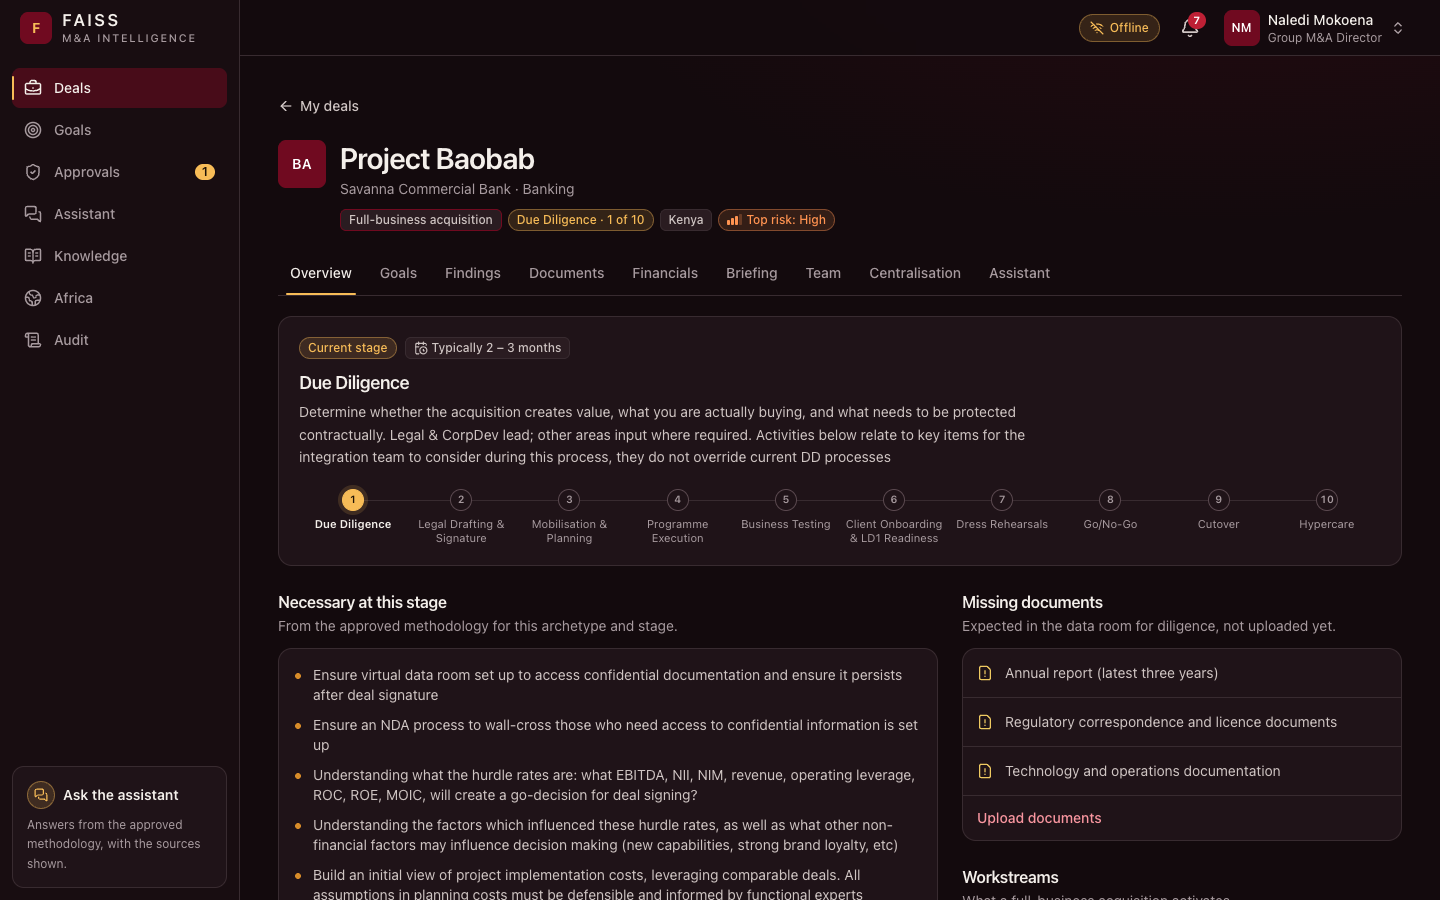 F
FAISS
M&A INTELLIGENCE
Deals
Goals
Approvals
1
Assistant
Knowledge
Africa
Audit
Ask the assistant
Answers from the approved
methodology, with the sources
shown.
Offline
7
NM
Naledi Mokoena
Group M&A Director
My deals
BA
Project Baobab
Savanna Commercial Bank · Banking
Full-business acquisition
Due Diligence · 1 of 10
Kenya
Top risk: High
Overview
Goals
Findings
Documents
Financials
Briefing
Team
Centralisation
Assistant
Current stage
Typically 2 – 3 months
Due Diligence
Determine whether the acquisition creates value, what you are actually buying, and what needs to be protected
contractually. Legal & CorpDev lead; other areas input where required. Activities below relate to key items for the
integration team to consider during this process, they do not override current DD processes
1
Due Diligence
2
Legal Drafting &
Signature
3
Mobilisation &
Planning
4
Programme
Execution
5
Business Testing
6
Client Onboarding
& LD1 Readiness
7
Dress Rehearsals
8
Go/No-Go
9
Cutover
10
Hypercare
Necessary at this stage
From the approved methodology for this archetype and stage.
Ensure virtual data room set up to access confidential documentation and ensure it persists
after deal signature
Ensure an NDA process to wall-cross those who need access to confidential information is set
up
Understanding what the hurdle rates are: what EBITDA, NII, NIM, revenue, operating leverage,
ROC, ROE, MOIC, will create a go-decision for deal signing?
Understanding the factors which influenced these hurdle rates, as well as what other non-
financial factors may influence decision making (new capabilities, strong brand loyalty, etc)
Build an initial view of project implementation costs, leveraging comparable deals. All
assumptions in planning costs must be defensible and informed by functional experts
Missing documents
Expected in the data room for diligence, not uploaded yet.
Annual report (latest three years)
Regulatory correspondence and licence documents
Technology and operations documentation
Upload documents
Workstreams
What a full-business acquisition activates